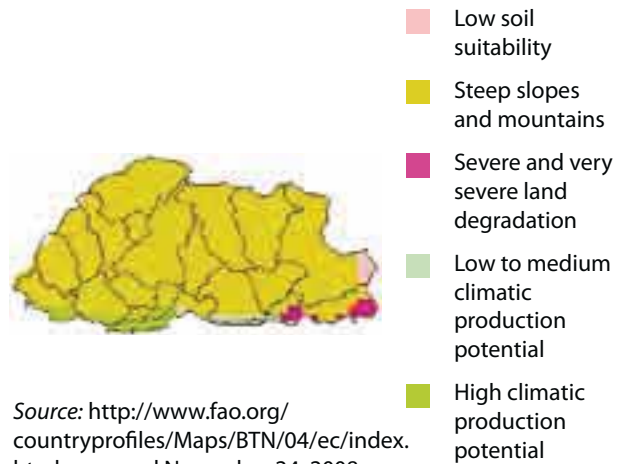 Low soil
suitability
Steep slopes
and mountains
Severe and very
severe land
degradation
Low to medium
climatic
production
potential
High climatic
production
potential
Source: http://www.fao.org/
countryprofiles/Maps/BTN/04/ec/index.